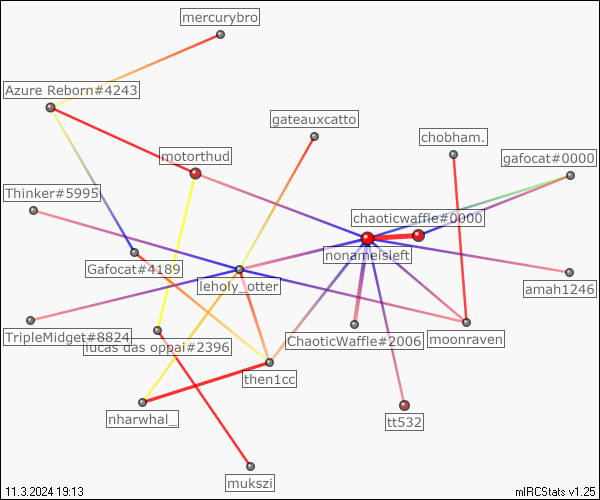 mercurybro
Azure Reborn#4243
gateauxcatto
chobham.
motorthud
gafocat#0000
Thinker#5995
chaoticwaffle#0000
nonameisleft
Gafocat#4189
leholy_otter
amah1246
TripleMidget#8824
lucas das oppai#2396
ChaoticWaffle#2006
moonraven
then1cc
nharwhal_
tt532
mukszi
11.3.2024 19:13
mIRCStats v1.25